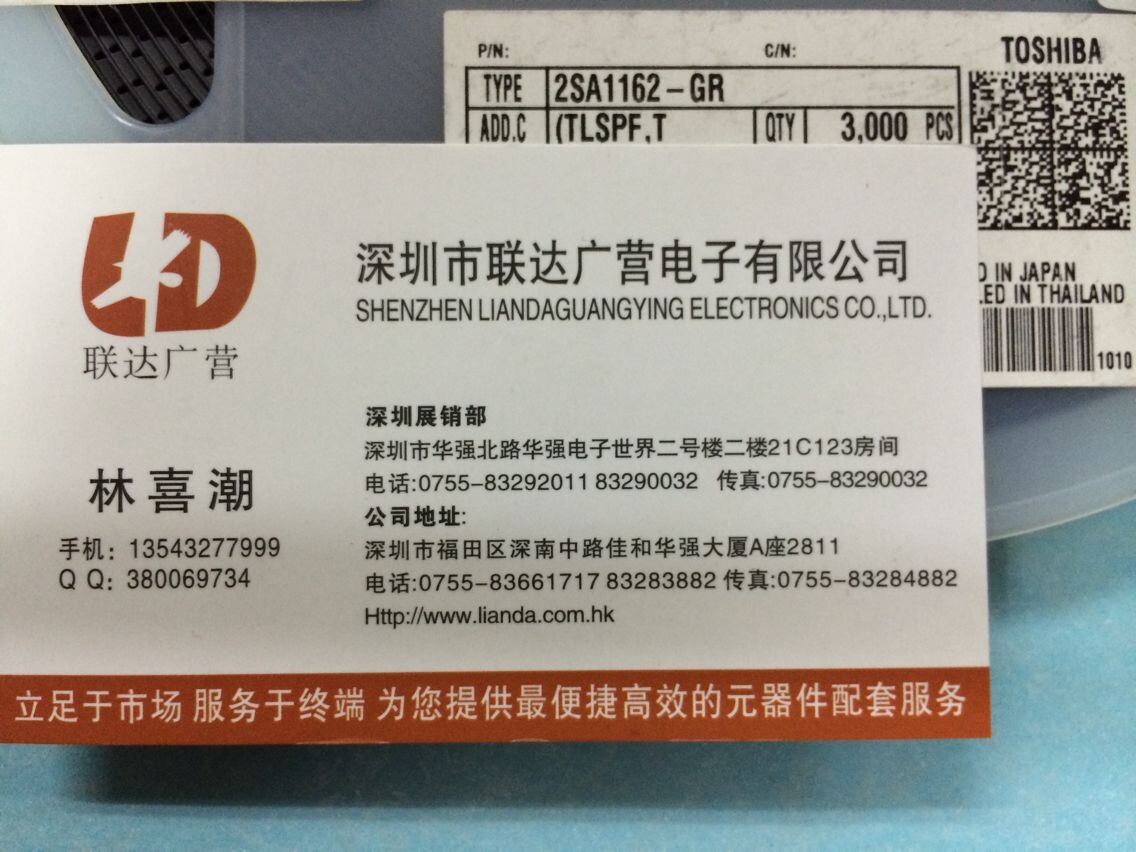 P/N: C/N: TOSHIBA
TYPE 2SA1162-GR
ADD.C (TLSPF,T QTY 3,000 PCS
D IN JAPAN
LED IN THAILAND
1010
联达广营
深圳市联达广营电子有限公司
SHENZHEN LIANDAGUANGYING ELECTRONICS CO.,LTD.
深圳展销部
深圳市华强北路华强电子世界二号楼二楼21C123房间
电话:0755-83292011 83290032 传真:0755-83290032
公司地址:
深圳市福田区深南中路佳和华强大厦A座2811
电话:0755-83661717 83283882 传真:0755-83284882
Http://www.lianda.com.hk
林喜潮
手机: 13543277999
Q Q: 380069734
立足于市场 服务于终端 为您提供最便捷高效的元器件配套服务